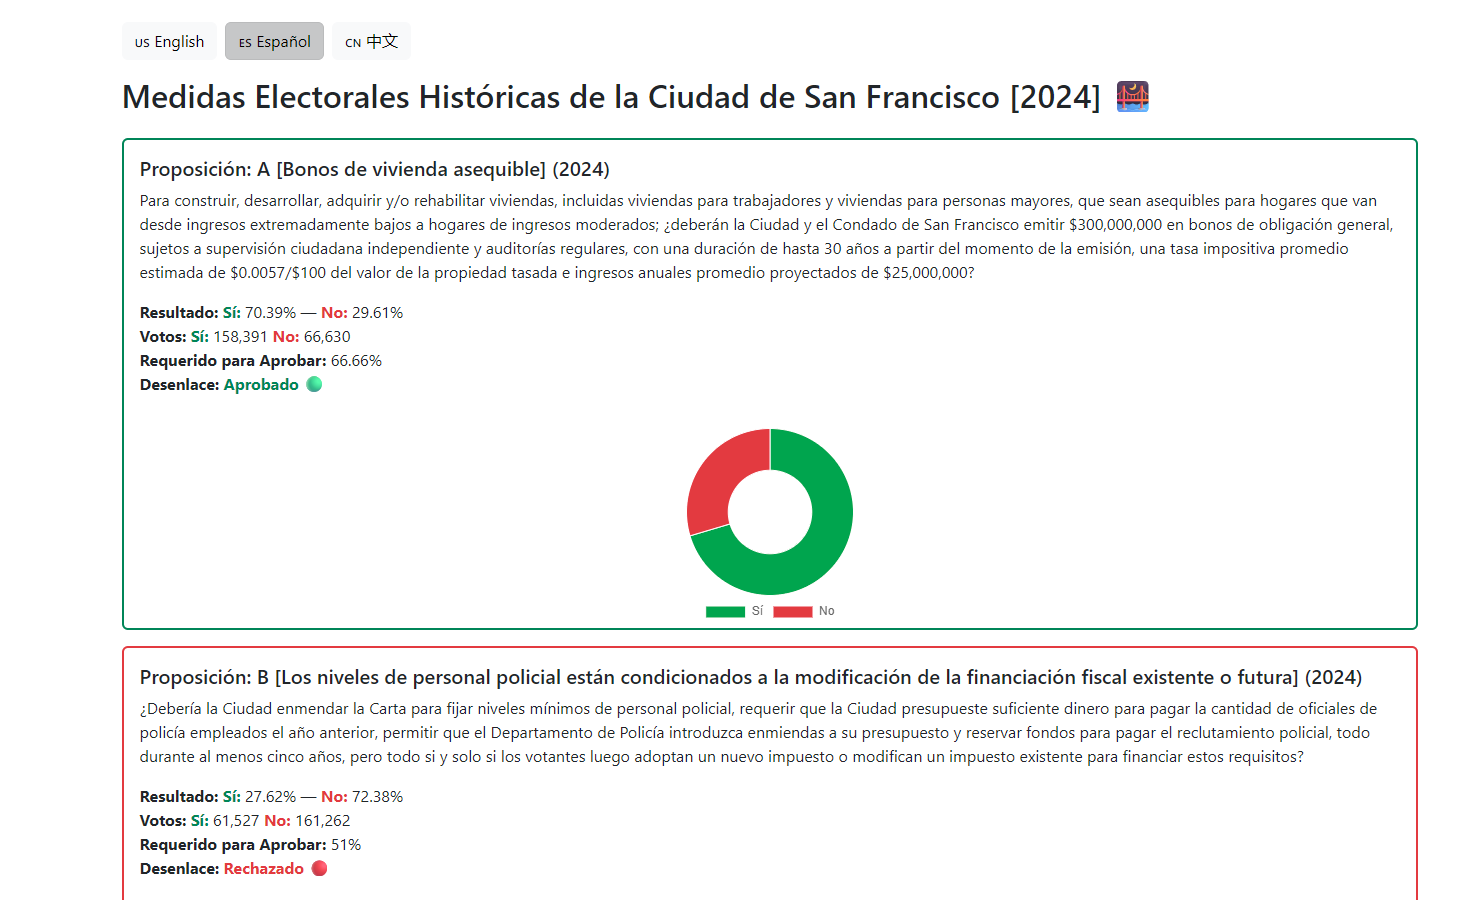 US English
ES Español
CN 中文
Medidas Electorales Históricas de la Ciudad de San Francisco [2024]
Proposición: A [Bonos de vivienda asequible] (2024)
Para construir, desarrollar, adquirir y/o rehabilitar viviendas, incluidas viviendas para trabajadores y viviendas para personas mayores, que sean asequibles para hogares que van
desde ingresos extremadamente bajos a hogares de ingresos moderados; ¿deberán la Ciudad y el Condado de San Francisco emitir $300,000,000 en bonos de obligación general,
sujetos a supervisión ciudadana independiente y auditorías regulares, con una duración de hasta 30 años a partir del momento de la emisión, una tasa impositiva promedio
estimada de $0.0057/$100 del valor de la propiedad tasada e ingresos anuales promedio proyectados de $25,000,000?
Resultado: Sí: 70.39% — No: 29.61%
Votos: Sí: 158,391 No: 66,630
Requerido para Aprobar: 66.66%
Desenlace: Aprobado
Sí No
Proposición: B [Los niveles de personal policial están condicionados a la modificación de la financiación fiscal existente o futura] (2024)
¿Debería la Ciudad enmendar la Carta para fijar niveles mínimos de personal policial, requerir que la Ciudad presupueste suficiente dinero para pagar la cantidad de oficiales de
policía empleados el año anterior, permitir que el Departamento de Policía introduzca enmiendas a su presupuesto y reservar fondos para pagar el reclutamiento policial, todo
durante al menos cinco años, pero todo si y solo si los votantes luego adoptan un nuevo impuesto o modifican un impuesto existente para financiar estos requisitos?
Resultado: Sí: 27.62% — No: 72.38%
Votos: Sí: 61,527 No: 161,262
Requerido para Aprobar: 51%
Desenlace: Rechazado